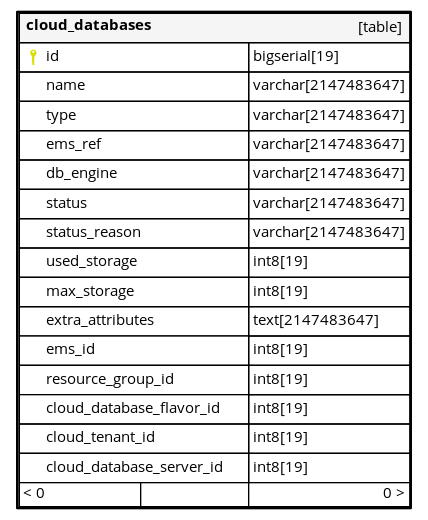 cloud_databases [table]
id bigserial[19]
name varchar[2147483647]
type varchar[2147483647]
ems_ref varchar[2147483647]
db_engine varchar[2147483647]
status varchar[2147483647]
status_reason varchar[2147483647]
used_storage int8[19]
max_storage int8[19]
extra_attributes text[2147483647]
ems_id int8[19]
resource_group_id int8[19]
cloud_database_flavor_id int8[19]
cloud_tenant_id int8[19]
cloud_database_server_id int8[19]
< 0 0 >